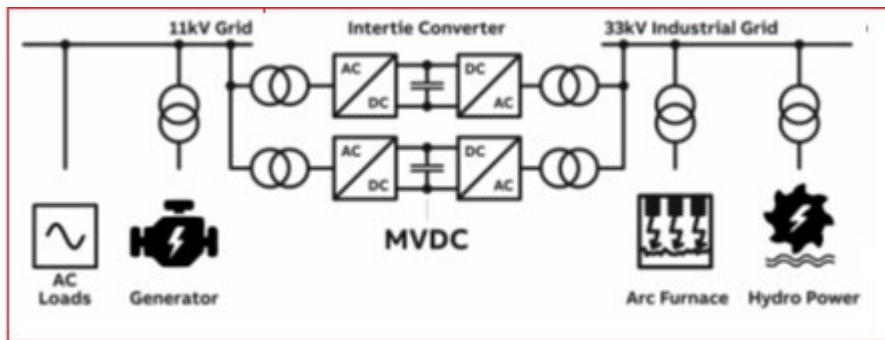 11kV Grid
Intertie Converter
33kV Industrial Grid
AC
DC
DC
AC
AC
DC
DC
AC
MVDC
AC
Loads
Generator
Arc Furnace
Hydro Power